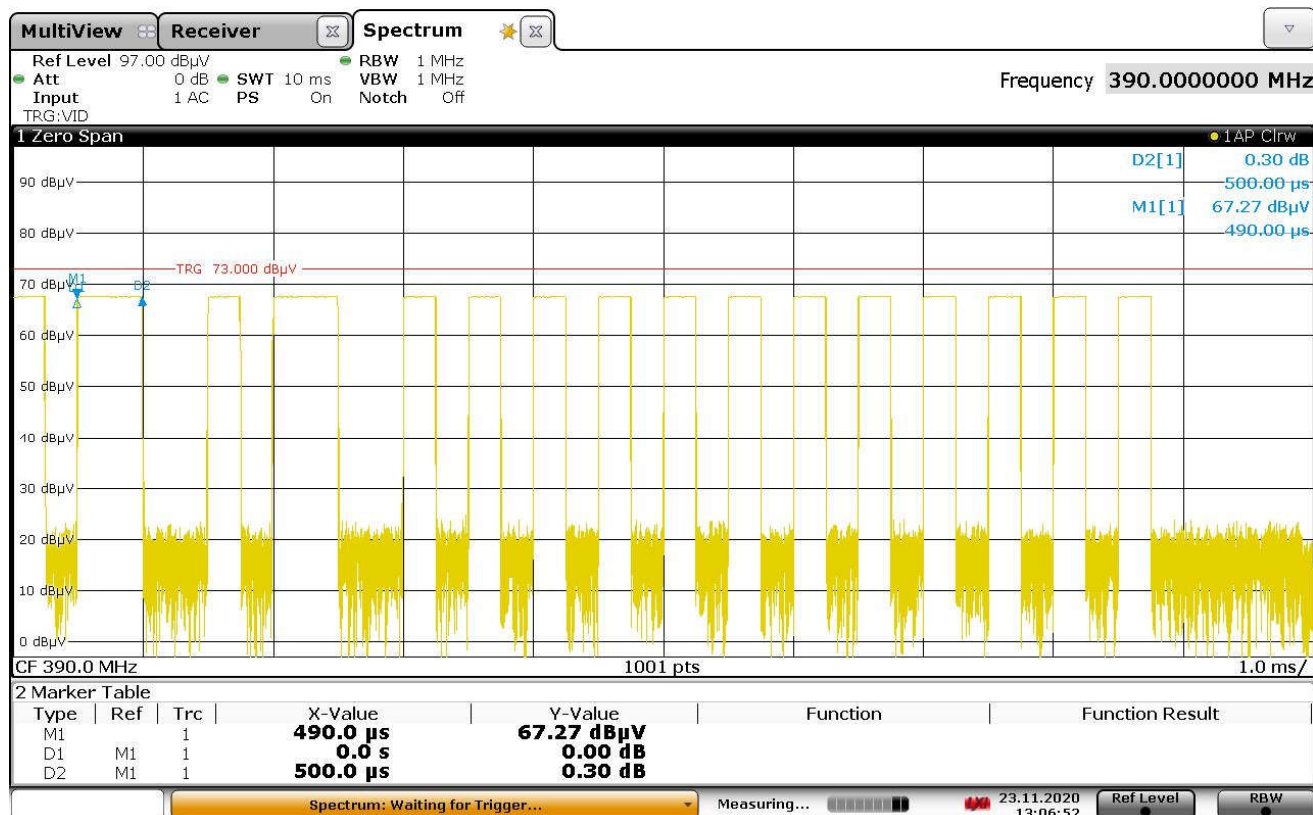 MultiView Receiver Spectrum
Ref Level 97.00 dBµV RBW 1 MHz
Att 0 dB SWT 10 ms VBW 1 MHz
Input 1 AC PS On Notch Off
TRG:VID
Frequency 390.0000000 MHz
1 Zero Span 1AP Clrw
D2[1] 0.30 dB
500.00 µs
M1[1] 67.27 dBµV
490.00 µs
90 dBµV
80 dBµV
TRG 73.000 dBµV
70 dBµV M1 D1 D2
60 dBµV
50 dBµV
40 dBµV
30 dBµV
20 dBµV
10 dBµV
0 dBµV
CF 390.0 MHz 1001 pts 1.0 ms/
2 Marker Table
Type Ref Trc X-Value Y-Value Function Function Result
M1 1 490.0 µs 67.27 dBµV
D1 M1 1 0.0 s 0.00 dB
D2 M1 1 500.0 µs 0.30 dB
Spectrum: Waiting for Trigger... Measuring... LXI 23.11.2020 Ref Level RBW
13:06:52